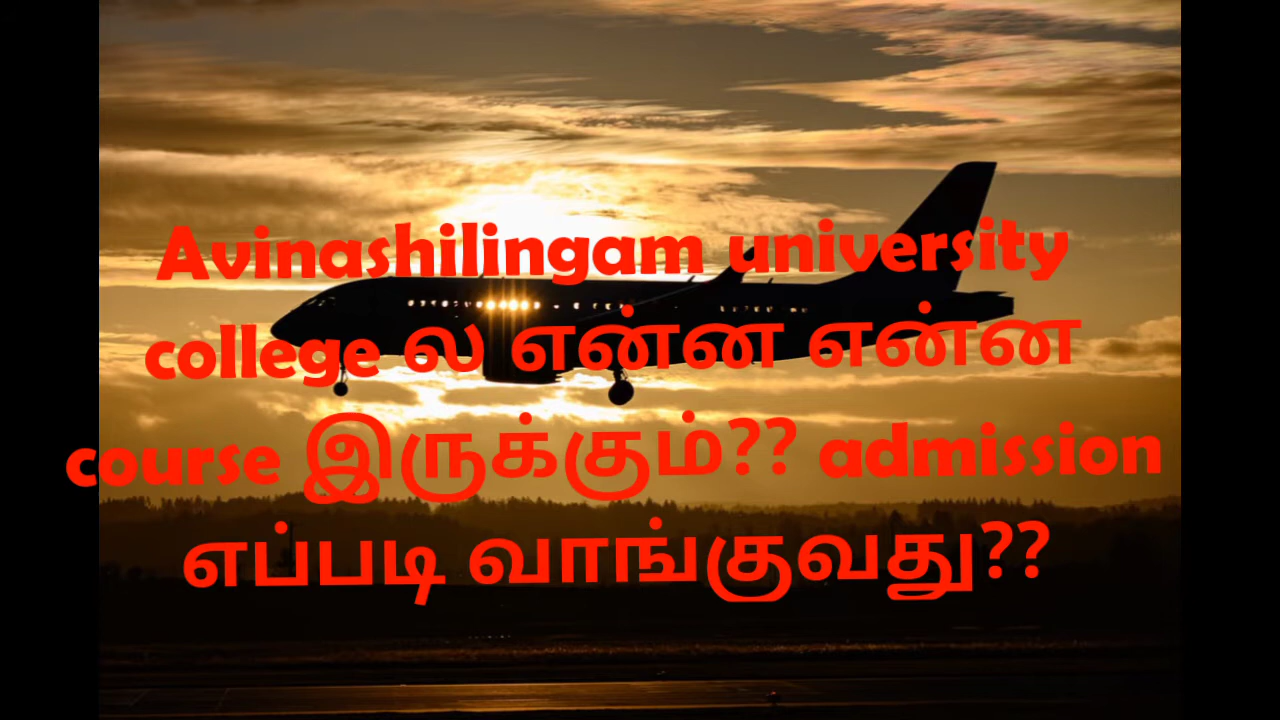 Avinashilingam university
college ல என்ன என்ன
course இருக்கும்?? admission
எப்படி வாங்குவது??